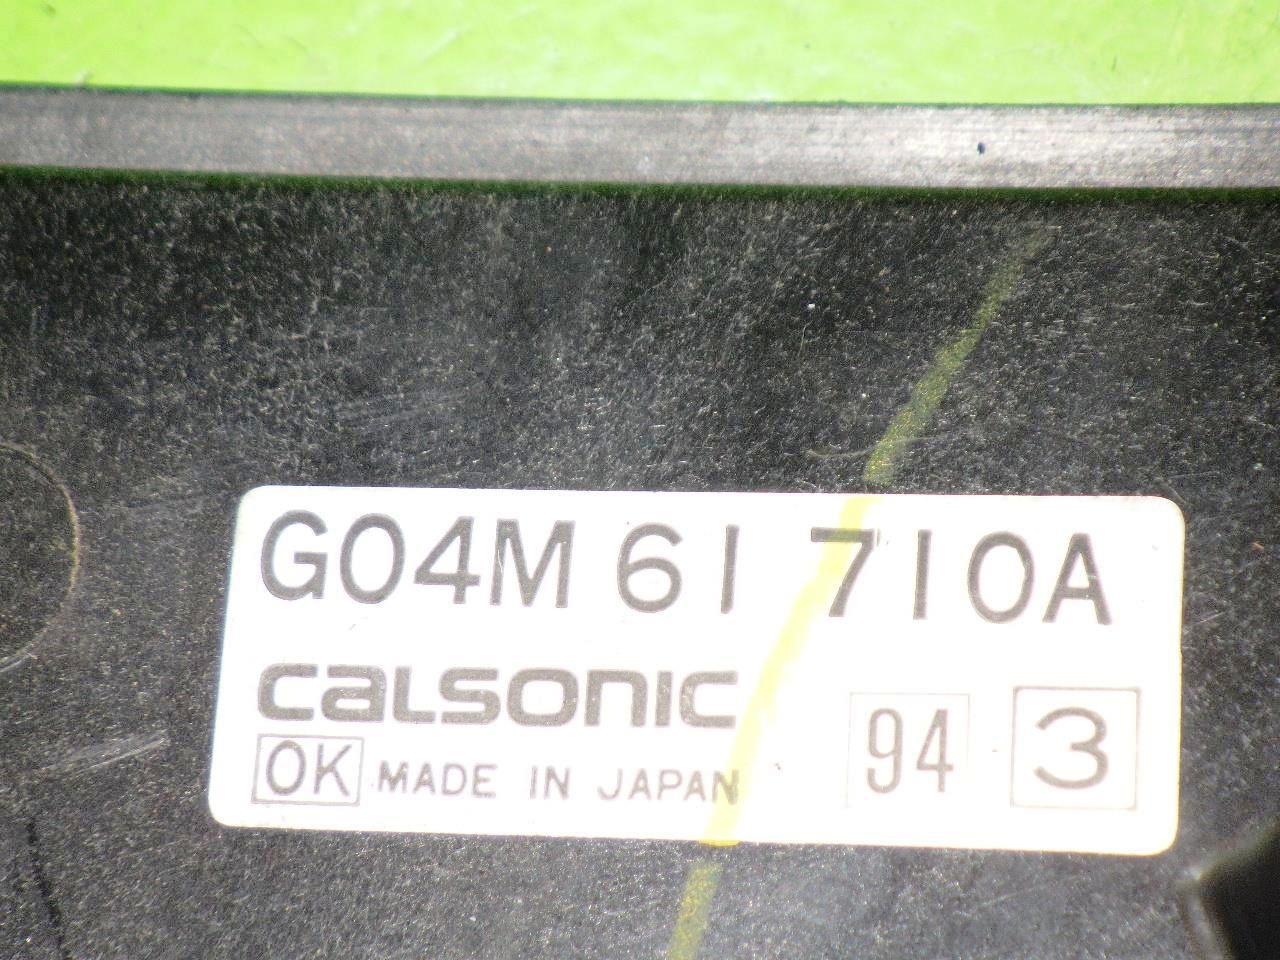 G04M 61 710A
CALSONIC
94 3
OK MADE IN JAPAN